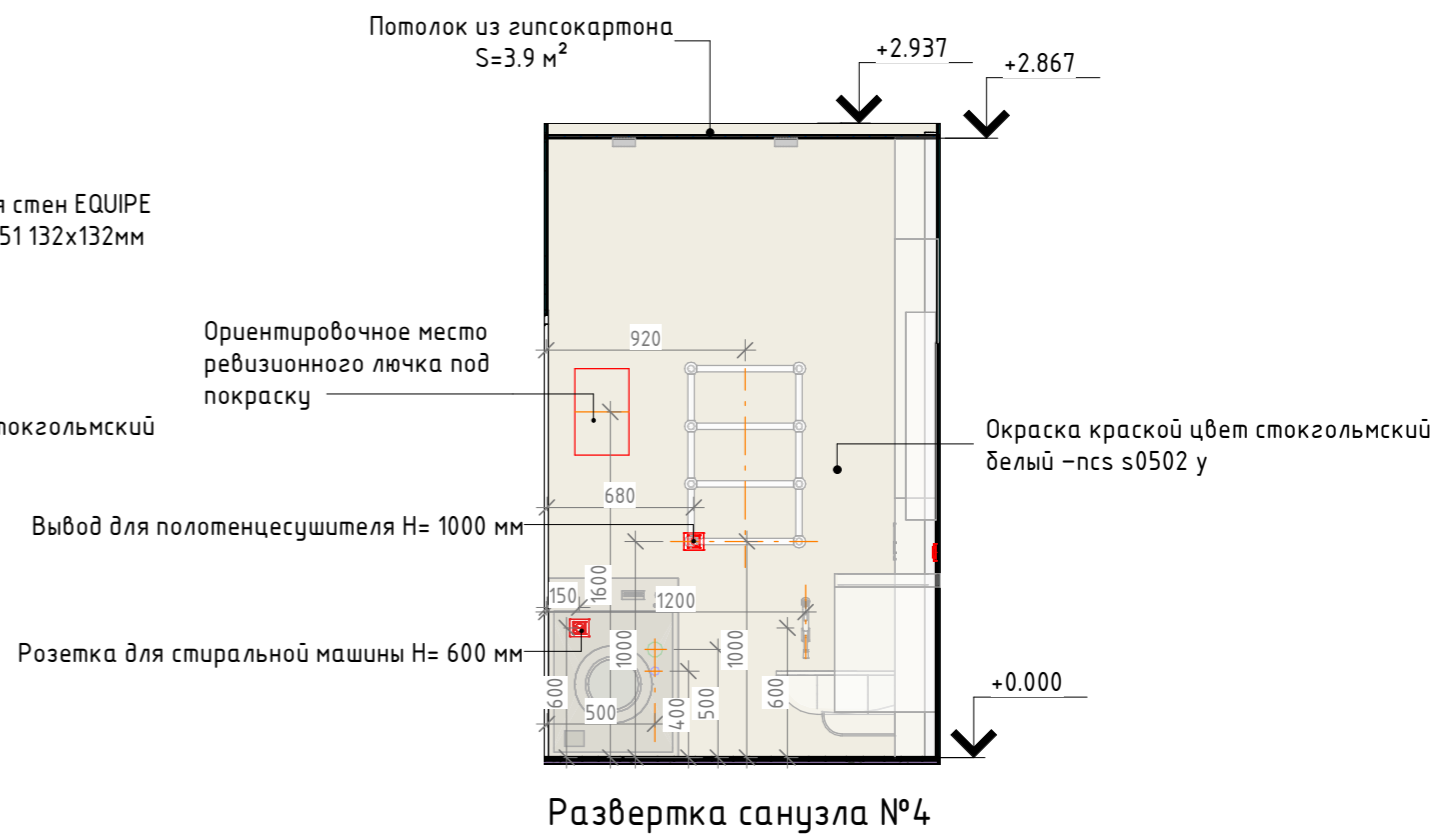 Потолок из гипсокартона
S=3.9 м²
+2.937
+2.867
я стен EQUIPE
51 132х132мм
Ориентировочное место
ревизионного лючка под
покраску
920
токгольмский
Окраска краской цвет стокгольмский
белый -ncs s0502 y
680
Вывод для полотенцесушителя Н= 1000 мм
150
1600
1200
Розетка для стиральной машины Н= 600 мм
1000
1000
600
500
400
500
600
+0.000
Развертка санузла №4